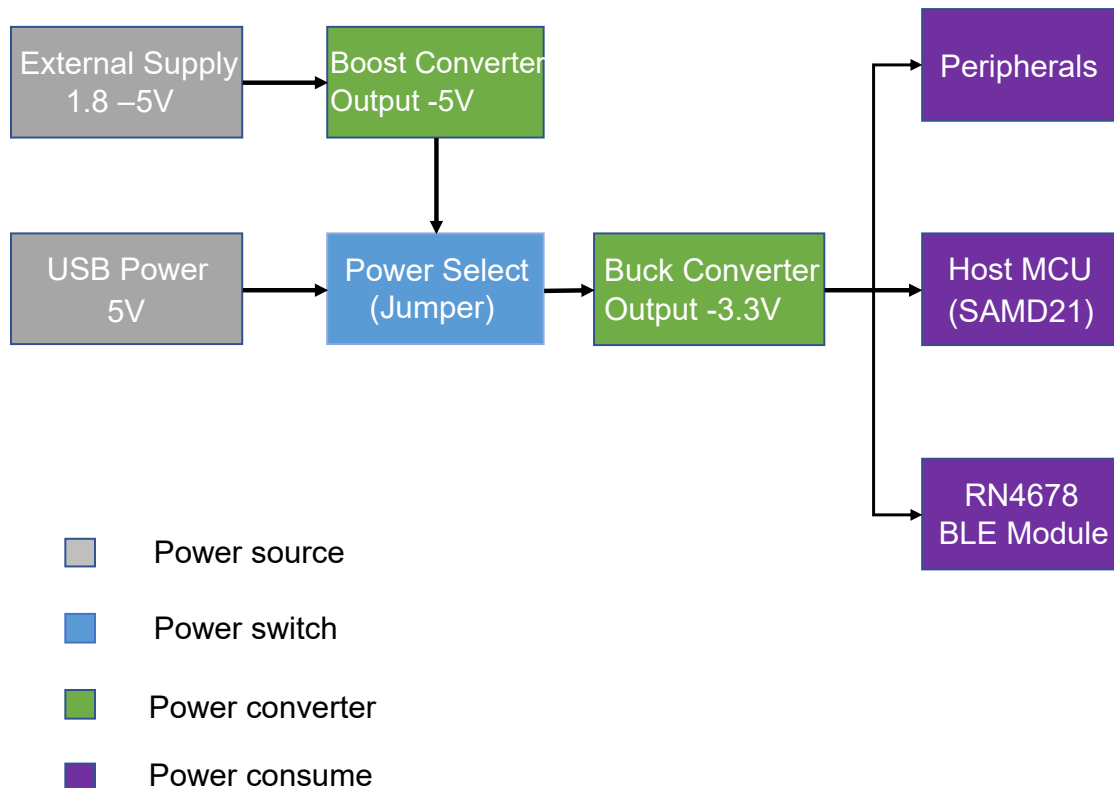 External Supply
1.8 –5V
Boost Converter
Output -5V
Peripherals
USB Power
5V
Power Select
(Jumper)
Buck Converter
Output -3.3V
Host MCU
(SAMD21)
RN4678
BLE Module
Power source
Power switch
Power converter
Power consume